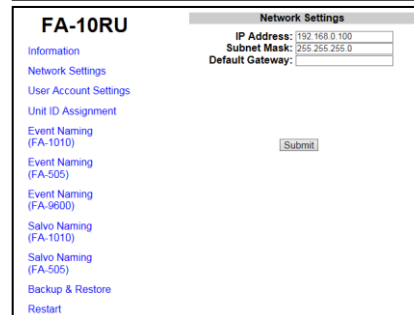 FA-10RU
Information
Network Settings
User Account Settings
Unit ID Assignment
Event Naming
(FA-1010)
Event Naming
(FA-505)
Event Naming
(FA-9600)
Salvo Naming
(FA-1010)
Salvo Naming
(FA-505)
Backup & Restore
Restart
Network Settings
IP Address: 192.168.0.100
Subnet Mask: 255.255.255.0
Default Gateway:
Submit